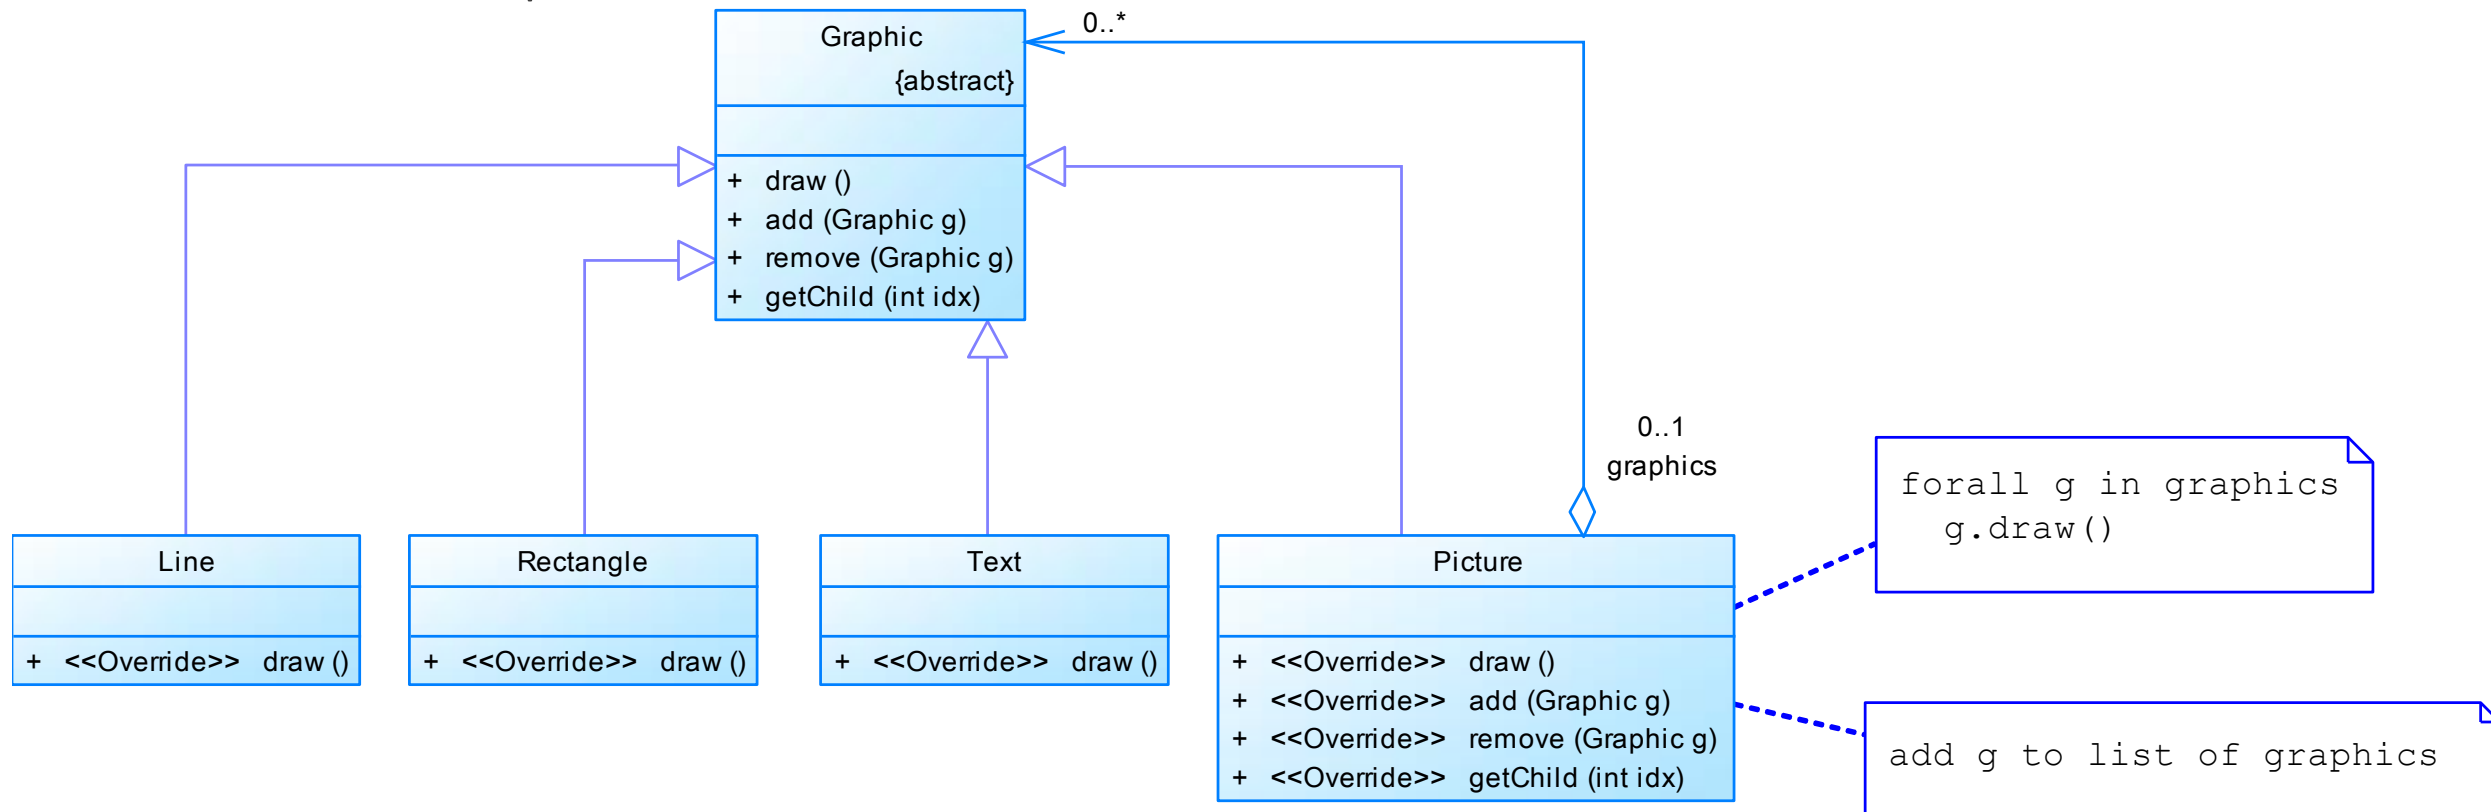 Graphic
{abstract}
+ draw ()
+ add (Graphic g)
+ remove (Graphic g)
+ getChild (int idx)
0..*
0..1
graphics
forall g in graphics
g.draw()
Line
+ <<Override>> draw ()
Rectangle
+ <<Override>> draw ()
Text
+ <<Override>> draw ()
Picture
+ <<Override>> draw ()
+ <<Override>> add (Graphic g)
+ <<Override>> remove (Graphic g)
+ <<Override>> getChild (int idx)
add g to list of graphics